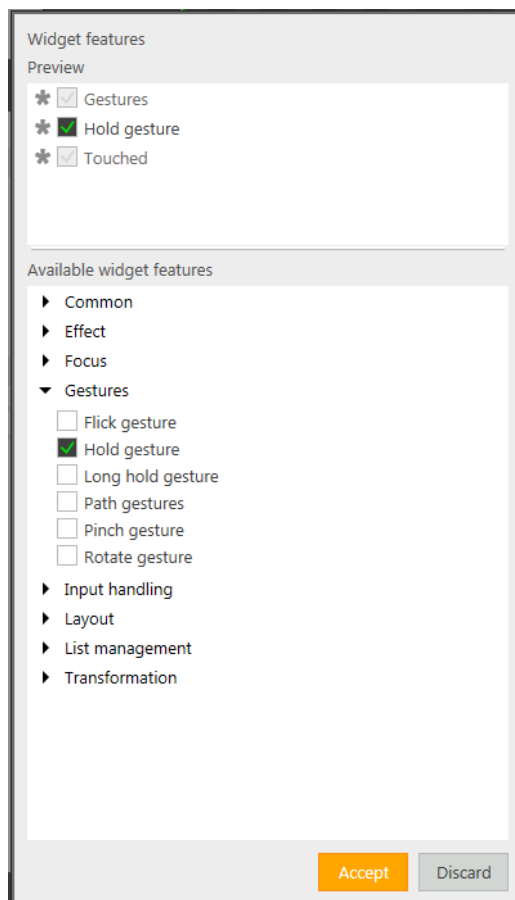 Widget features
Preview
Gestures
Hold gesture
Touched
Available widget features
Common
Effect
Focus
Gestures
Flick gesture
Hold gesture
Long hold gesture
Path gestures
Pinch gesture
Rotate gesture
Input handling
Layout
List management
Transformation
Accept Discard